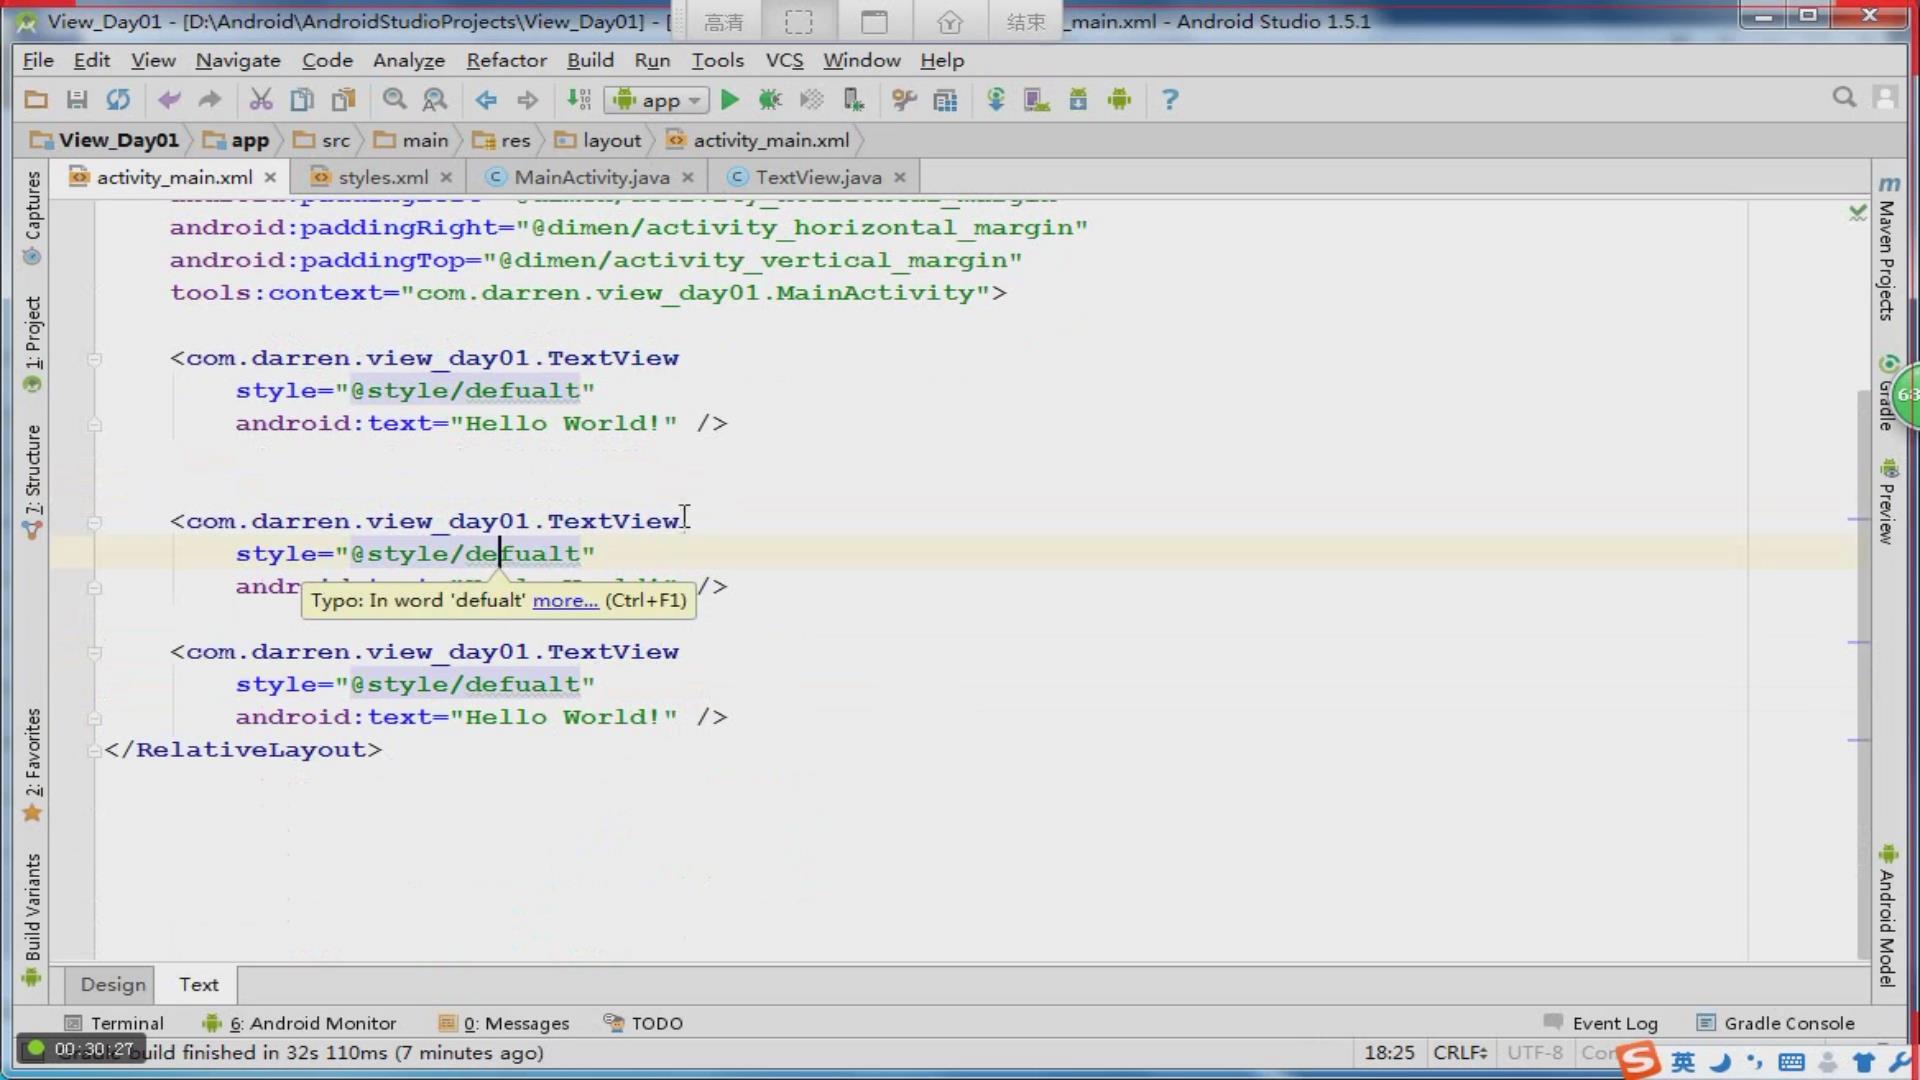 View_Day01 - [D:\Android\AndroidStudioProjects\View_Day01] - [
高清
结束
_main.xml - Android Studio 1.5.1
File Edit View Navigate Code Analyze Refactor Build Run Tools VCS Window Help
app
View_Day01 app src main res layout activity_main.xml
activity_main.xml styles.xml MainActivity.java TextView.java
android:paddingRight="@dimen/activity_horizontal_margin"
android:paddingTop="@dimen/activity_vertical_margin"
tools:context="com.darren.view_day01.MainActivity">
<com.darren.view_day01.TextView
style="@style/defualt"
android:text="Hello World!" />
<com.darren.view_day01.TextView
style="@style/defualt"
andr />
Typo: In word 'defualt' more... (Ctrl+F1)
<com.darren.view_day01.TextView
style="@style/defualt"
android:text="Hello World!" />
</RelativeLayout>
Captures
1: Project
7: Structure
2: Favorites
Build Variants
Maven Projects
Gradle
68
Preview
Android Model
Design Text
Terminal 6: Android Monitor 0: Messages TODO Event Log Gradle Console
00:30:27
build finished in 32s 110ms (7 minutes ago)
18:25 CRLF UTF-8
英